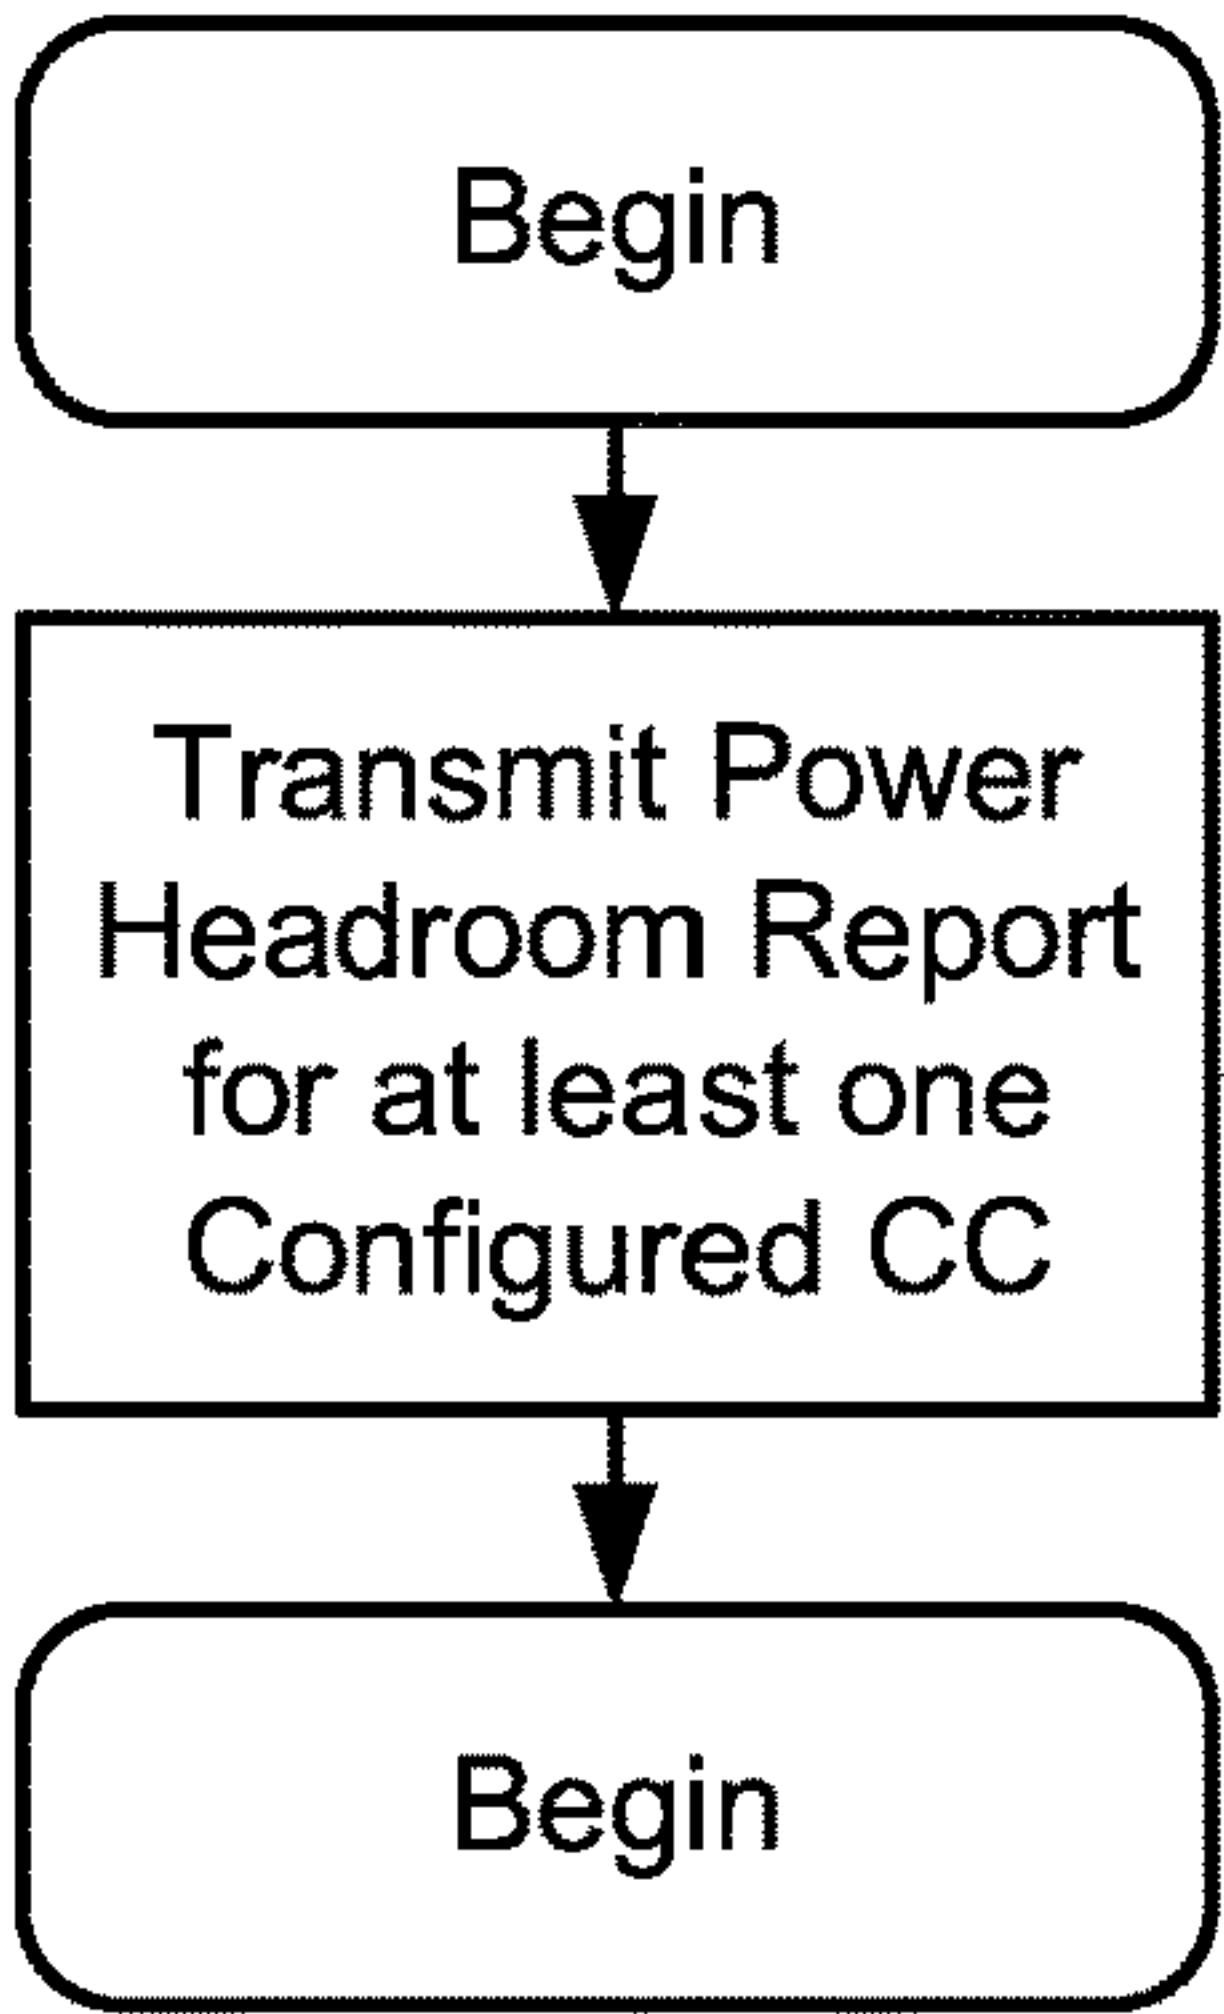 Begin
Transmit Power
Headroom Report
for at least one
Configured CC
Begin